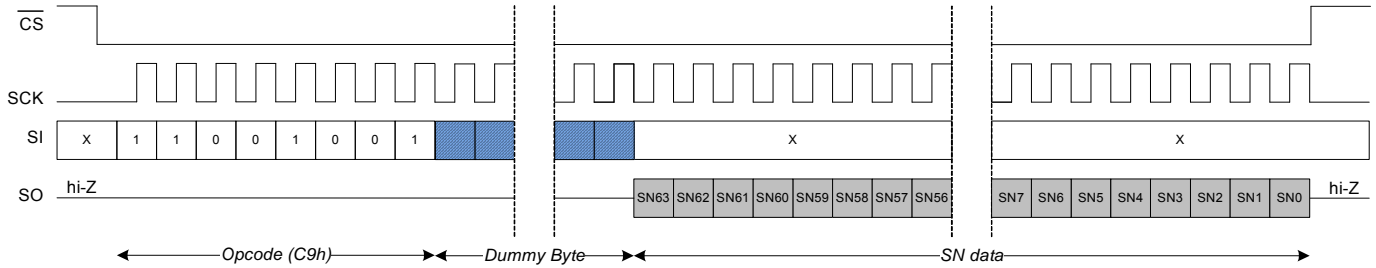 CS
SCK
SI X 1 1 0 0 1 0 0 1 X X
SO hi-Z SN63 SN62 SN61 SN60 SN59 SN58 SN57 SN56 SN7 SN6 SN5 SN4 SN3 SN2 SN1 SN0 hi-Z
Opcode (C9h) Dummy Byte SN data